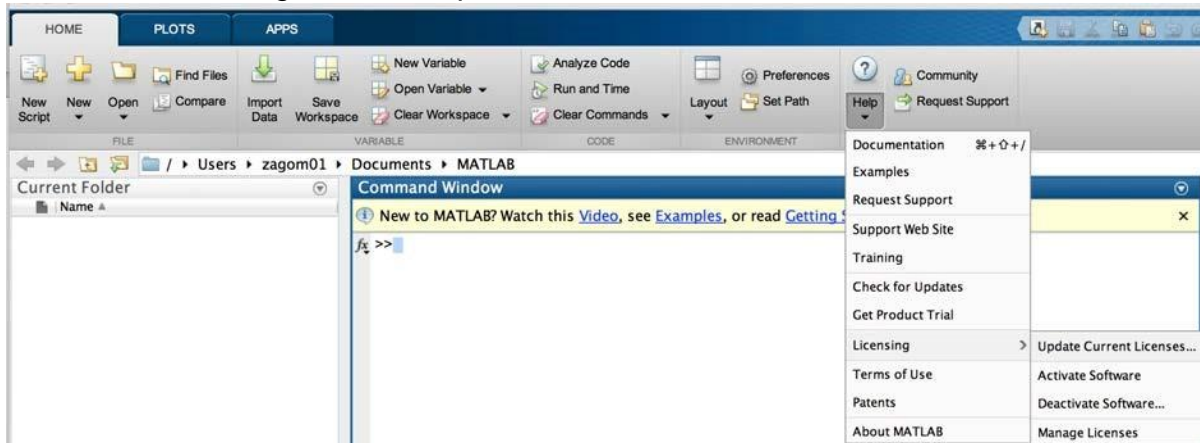 HOME PLOTS APPS
New Script
New
Open
Find Files
Compare
FILE
Import Data
Save Workspace
New Variable
Open Variable
Clear Workspace
VARIABLE
Analyze Code
Run and Time
Clear Commands
CODE
Layout
Preferences
Set Path
ENVIRONMENT
Help
Community
Request Support
/ Users zagom01 Documents MATLAB
Current Folder
Name
Command Window
New to MATLAB? Watch this Video, see Examples, or read Getting
fx >>
Documentation ⌘+⇧+/
Examples
Request Support
Support Web Site
Training
Check for Updates
Get Product Trial
Licensing
Terms of Use
Patents
About MATLAB
Update Current Licenses...
Activate Software
Deactivate Software...
Manage Licenses